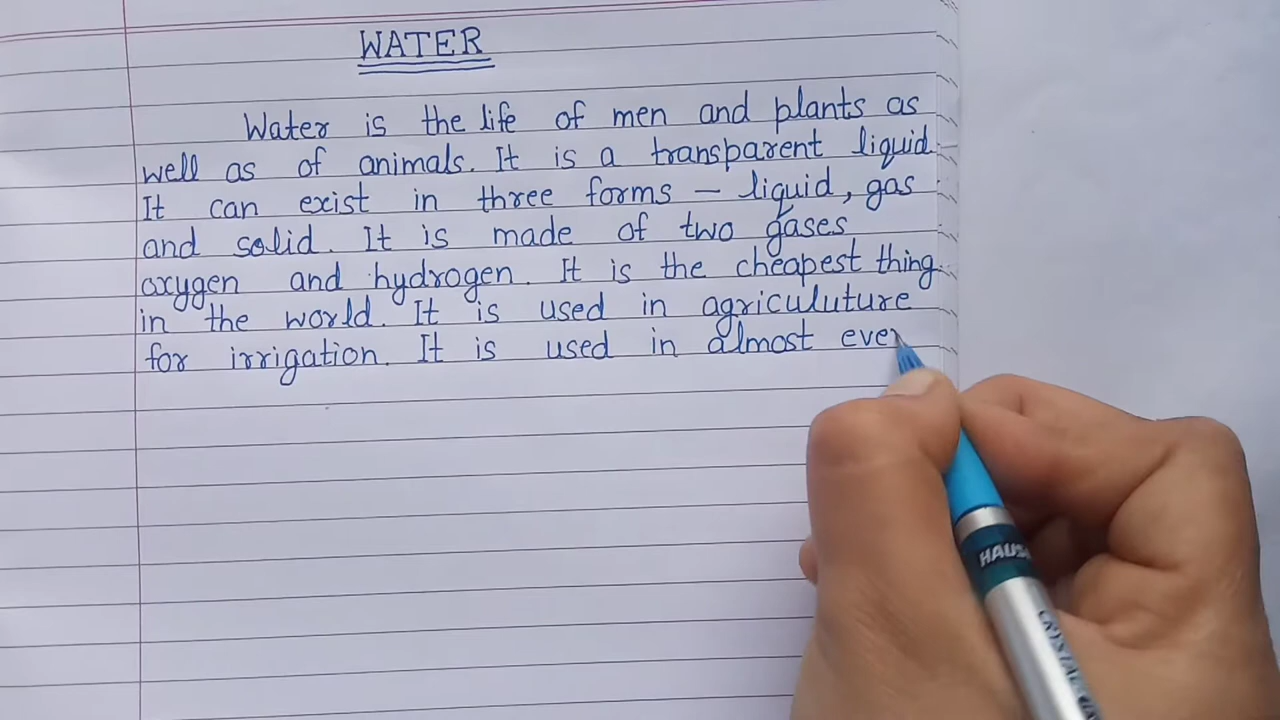 WATER
Water is the life of men and plants as
well as of animals. It is a transparent liquid.
It can exist in three forms – liquid, gas
and solid. It is made of two gases
oxygen and hydrogen. It is the cheapest thing
in the world. It is used in agriculuture
for irrigation. It is used in almost ever
HAUS
CRYSTAL